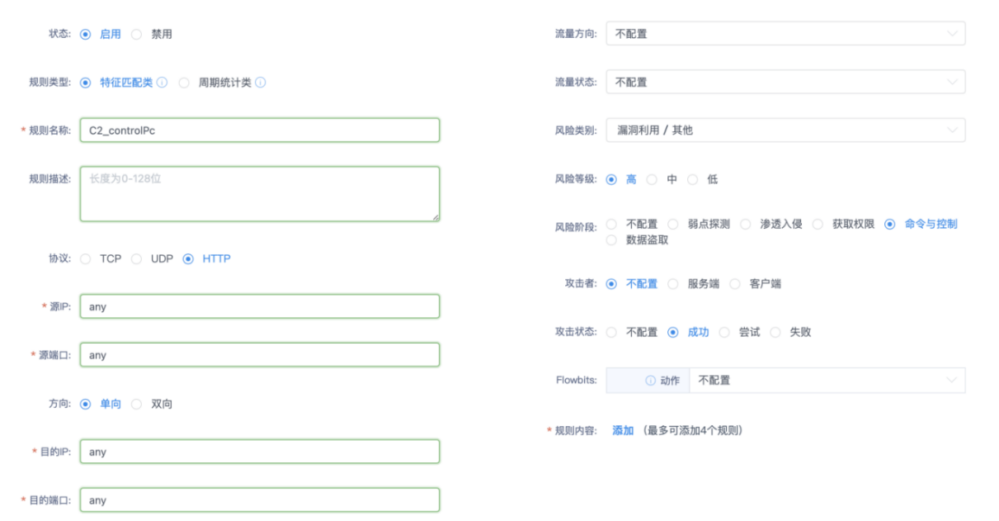 状态: 启用 禁用
规则类型: 特征匹配类 周期统计类
* 规则名称: C2_controlPc
规则描述: 长度为0-128位
协议: TCP UDP HTTP
* 源IP: any
* 源端口: any
方向: 单向 双向
* 目的IP: any
* 目的端口: any
流量方向: 不配置
流量状态: 不配置
风险类别: 漏洞利用 / 其他
风险等级: 高 中 低
风险阶段: 不配置 弱点探测 渗透入侵 获取权限 命令与控制
数据盗取
攻击者: 不配置 服务端 客户端
攻击状态: 不配置 成功 尝试 失败
Flowbits: 动作 不配置
* 规则内容: 添加 (最多可添加4个规则)